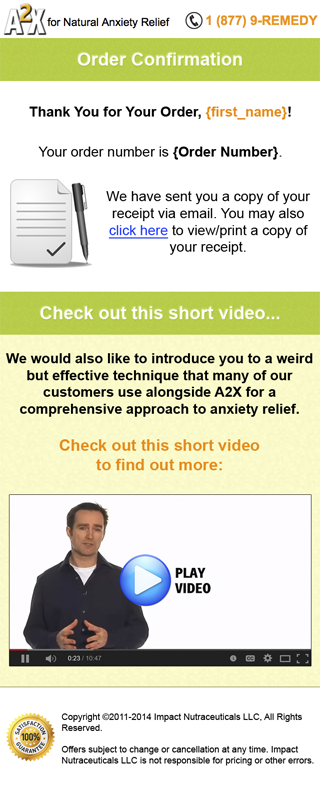 A2X for Natural Anxiety Relief 1 (877) 9-REMEDY
Order Confirmation
Thank You for Your Order, {first_name}!
Your order number is {Order Number}.
We have sent you a copy of your
receipt via email. You may also
click here to view/print a copy of
your receipt.
Check out this short video...
We would also like to introduce you to a weird
but effective technique that many of our
customers use alongside A2X for a
comprehensive approach to anxiety relief.
Check out this short video
to find out more:
PLAY
VIDEO
0:23 / 10:47
CC
SATISFACTION
100%
GUARANTEE
Copyright ©2011-2014 Impact Nutraceuticals LLC, All Rights
Reserved.
Offers subject to change or cancellation at any time. Impact
Nutraceuticals LLC is not responsible for pricing or other errors.